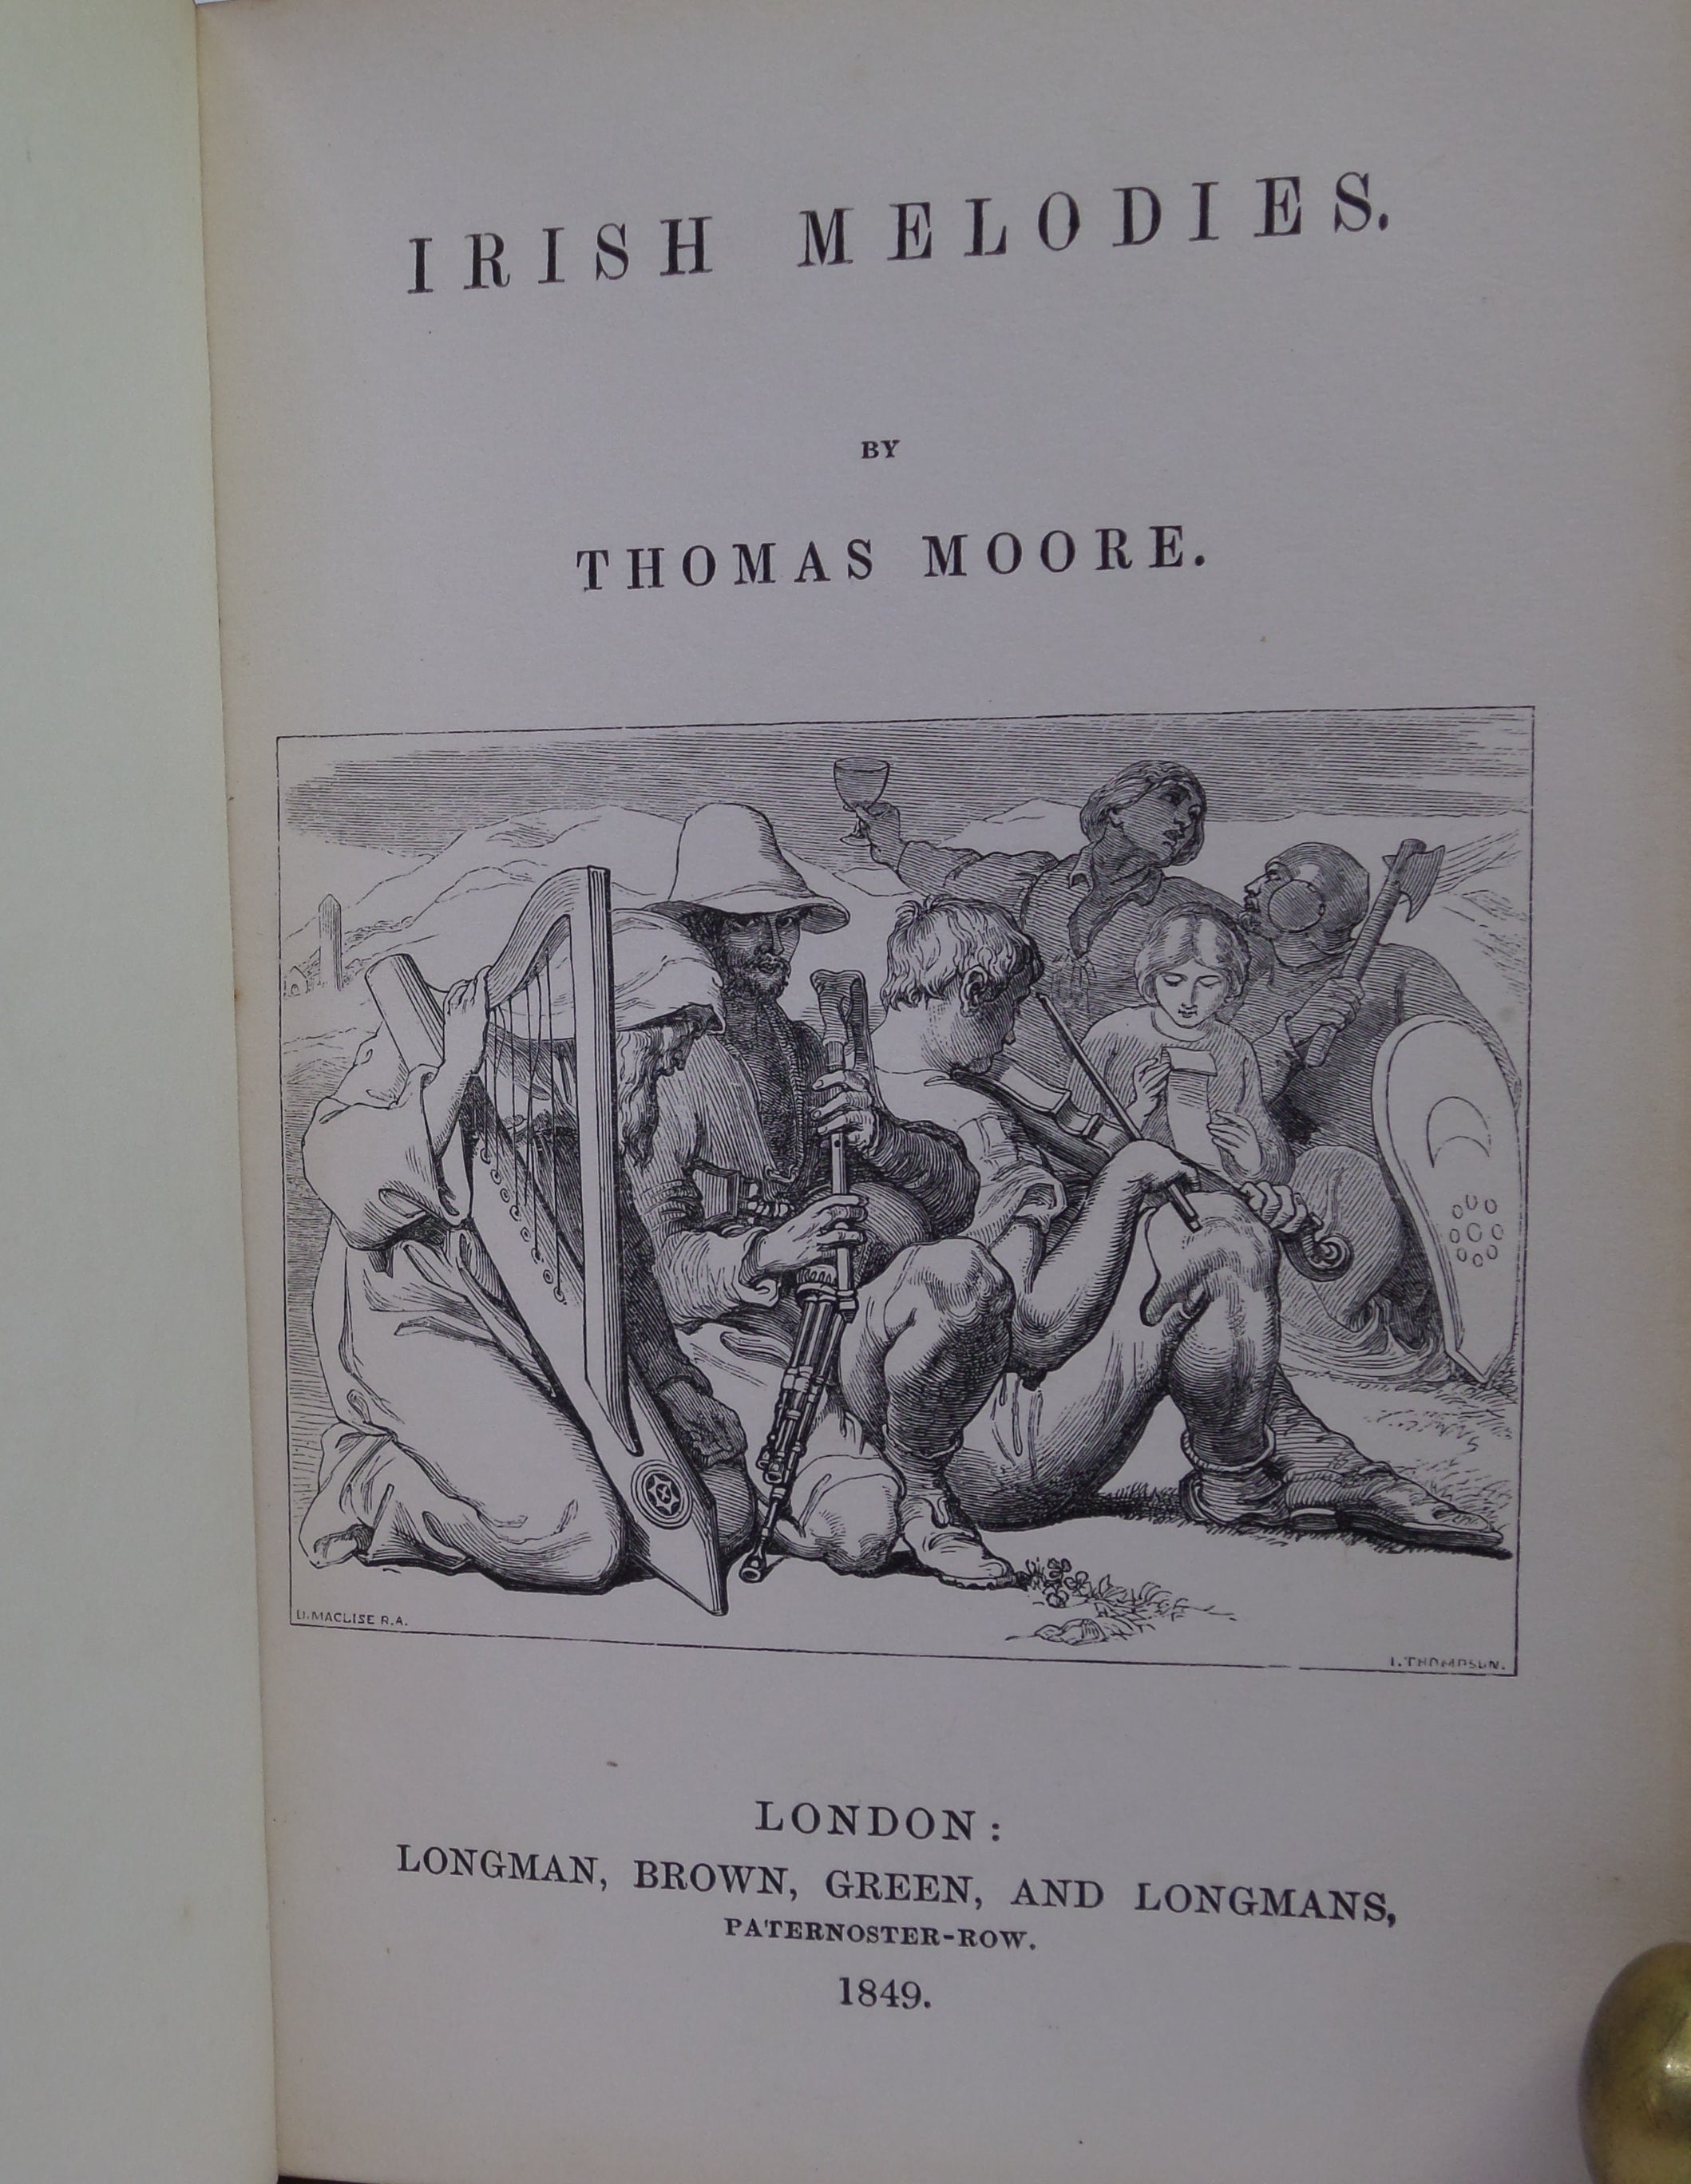 IRISH MELODIES.
BY
THOMAS MOORE.
D. MACLISE R.A.
I. THOMPSON.
LONDON:
LONGMAN, BROWN, GREEN, AND LONGMANS,
PATERNOSTER-ROW.
1849.